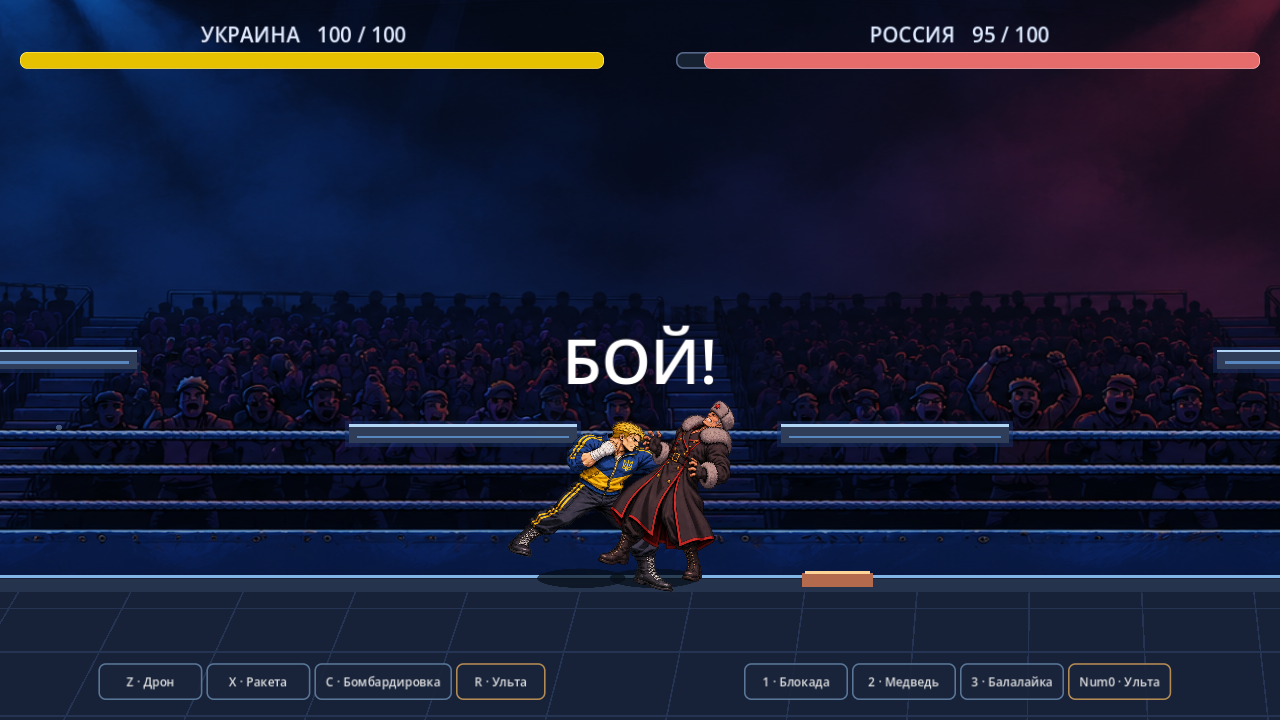 УКРАИНА 100 / 100
РОССИЯ 95 / 100
БОЙ!
Z · Дрон
X · Ракета
C · Бомбардировка
R · Ульта
1 · Блокада
2 · Медведь
3 · Балалайка
Num0 · Ульта